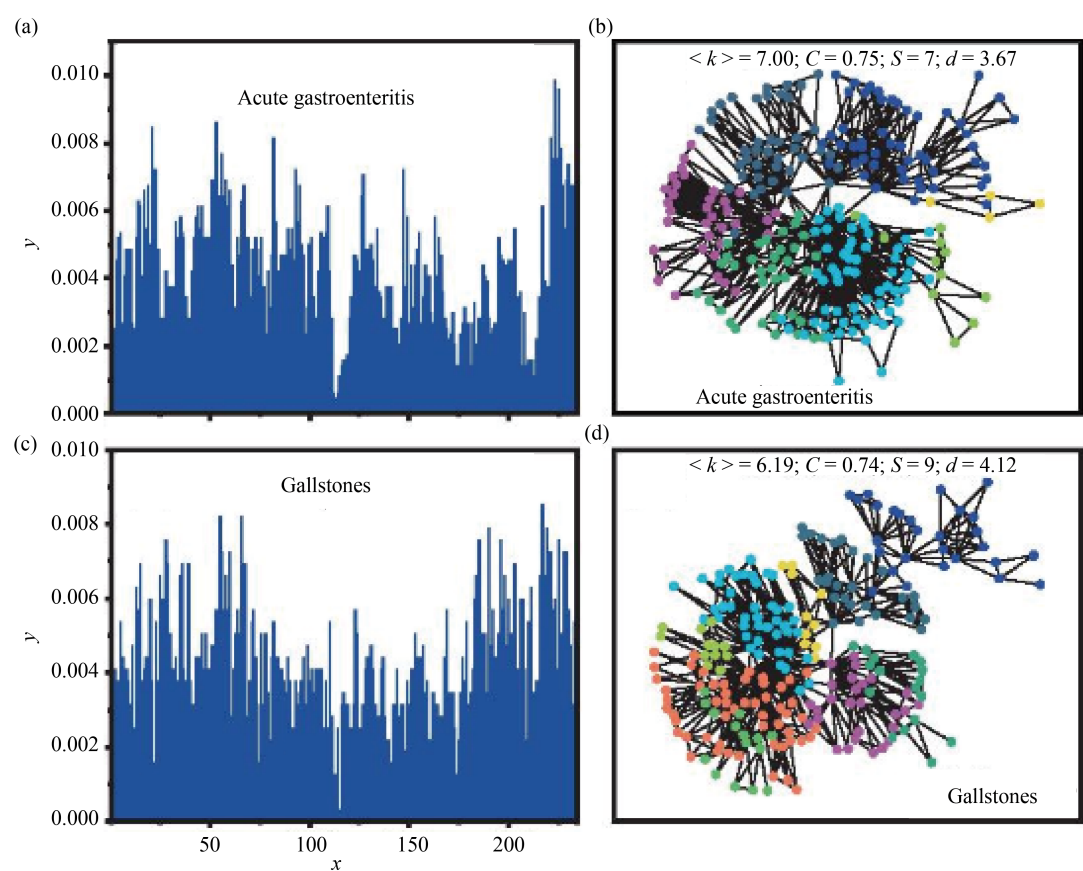 (a)
(b)
0.010
0.008
0.006
0.004
0.002
0.000
y
Acute gastroenteritis
< k > = 7.00; C = 0.75; S = 7; d = 3.67
Acute gastroenteritis
(c)
(d)
0.010
0.008
0.006
0.004
0.002
0.000
y
Gallstones
50
100
150
200
x
< k > = 6.19; C = 0.74; S = 9; d = 4.12
Gallstones